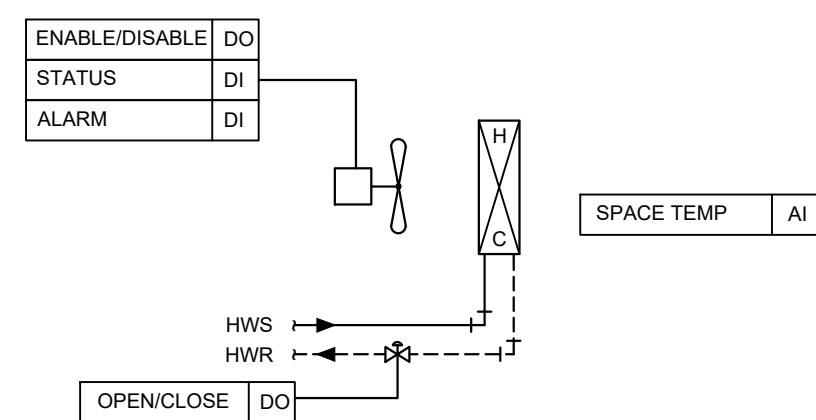 ENABLE/DISABLE DO
STATUS DI
ALARM DI
H
C
SPACE TEMP AI
HWS
HWR
OPEN/CLOSE DO